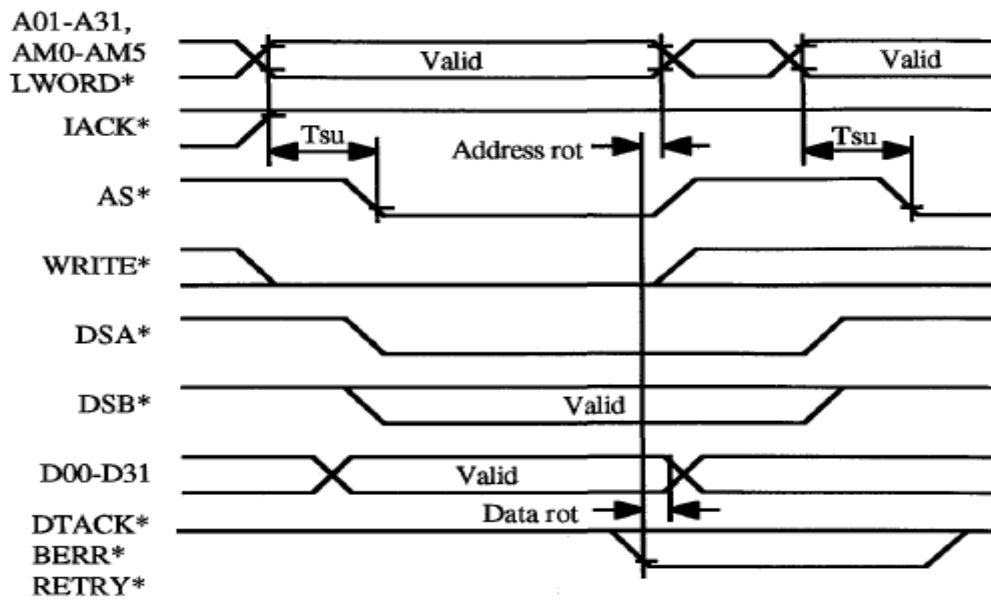 A01-A31,
AM0-AM5
LWORD*
Valid
Valid
IACK*
Tsu
Address rot
Tsu
AS*
WRITE*
DSA*
DSB*
Valid
D00-D31
Valid
Data rot
DTACK*
BERR*
RETRY*